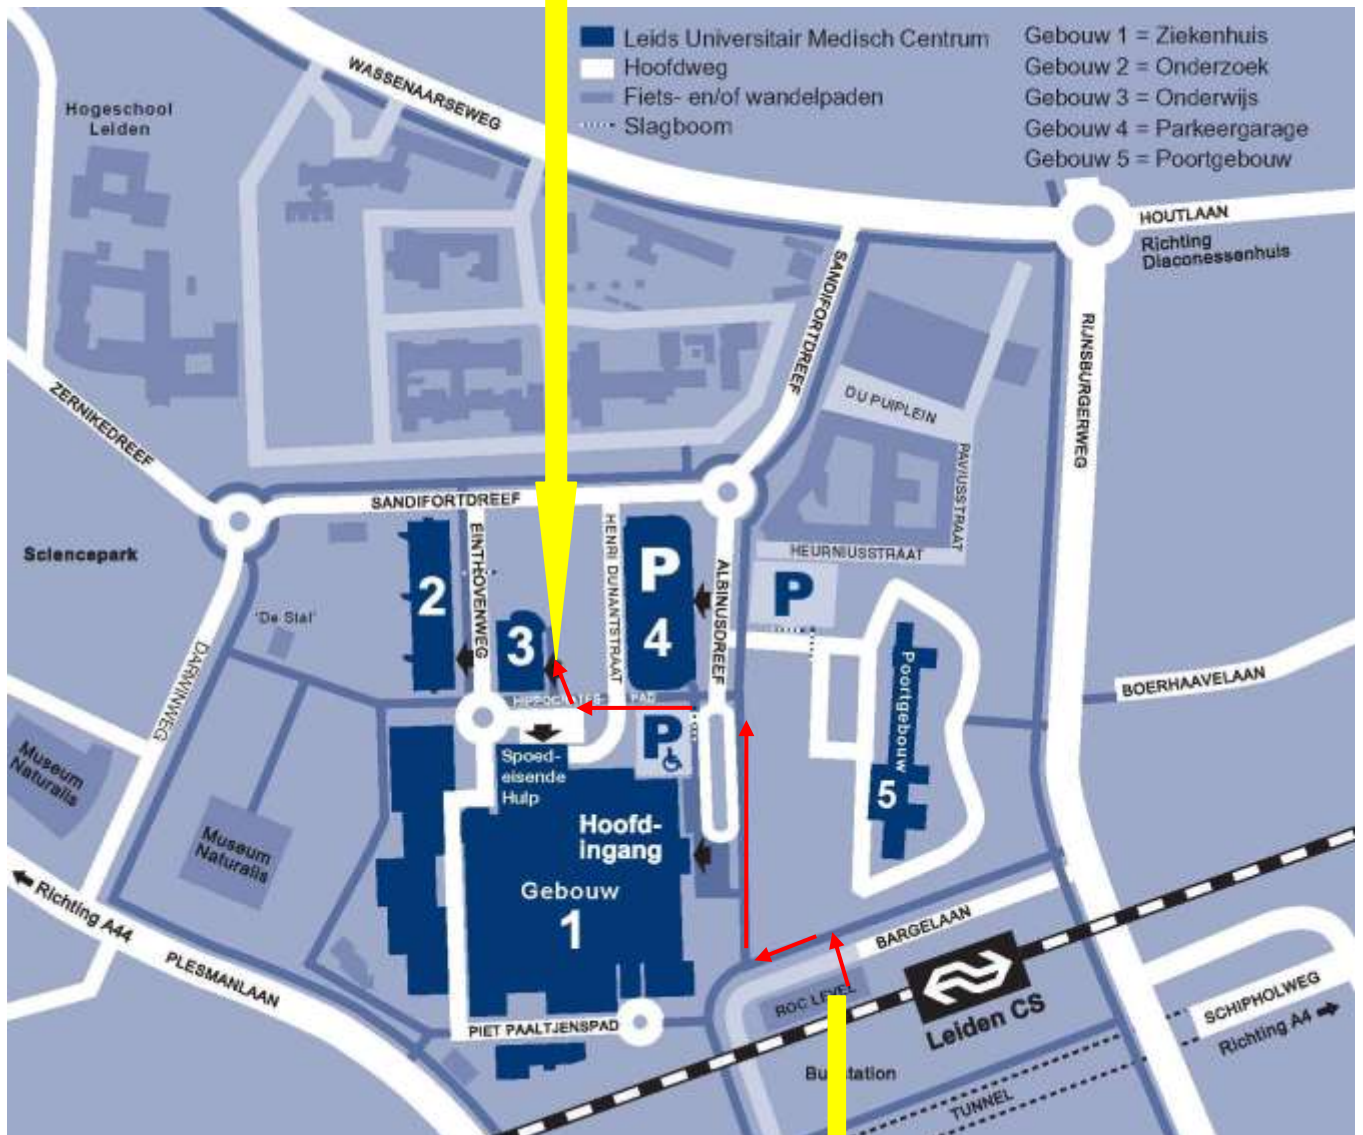 Leids Universitair Medisch Centrum
Hoofdweg
Fiets- en/of wandelpaden
Slagboom
Gebouw 1 = Ziekenhuis
Gebouw 2 = Onderzoek
Gebouw 3 = Onderwijs
Gebouw 4 = Parkeergarage
Gebouw 5 = Poortgebouw
WASSENAARSEWEG
Hogeschool
Leiden
HOUTLAAN
Richting
Diaconessenhuis
SANDIFORTDREEF
RIJNSBURGERWEG
DU PUIPLEIN
PAVIUSSTRAAT
ZERNIKEDREEF
SANDIFORTDREEF
HEURNIUSSTRAAT
Sciencepark
EINTHOVENWEG
HENRI DUNANTSTRAAT
ALBINUSDREEF
P
4
P
2
3
'De Stal'
DARWINWEG
HIPPOCRATES PAD
Poortgebouw
5
BOERHAAVELAAN
P
Spoed-
eisende
Hulp
Museum
Naturalis
Museum
Naturalis
Hoofd-
ingang
Gebouw
1
Richting A44
PLESMANLAAN
BARGELAAN
ROC LEVEL
Leiden CS
PIET PAALTJENSPAD
SCHIPHOLWEG
Richting A4
TUNNEL